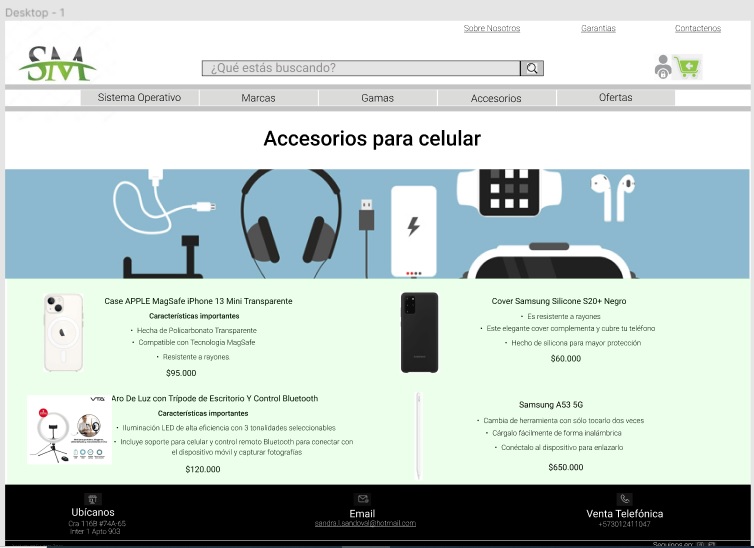 Desktop - 1
Sobre Nosotros
Garantias
Contactenos
SM
¿Qué estás buscando?
Sistema Operativo
Marcas
Gamas
Accesorios
Ofertas
Accesorios para celular
Case APPLE MagSafe iPhone 13 Mini Transparente
Características importantes
• Hecha de Policarbonato Transparente
• Compatible con Tecnología MagSafe
• Resistente a rayones
$95.000
Cover Samsung Silicone S20+ Negro
• Es resistente a rayones
• Este elegante cover complementa y cubre tu teléfono
• Hecho de silicona para mayor protección
$60.000
Aro De Luz con Trípode de Escritorio Y Control Bluetooth
Características importantes
• Iluminación LED de alta eficiencia con 3 tonalidades seleccionables
• Incluye soporte para celular y control remoto Bluetooth para conectar con
el dispositivo móvil y capturar fotografías
$120.000
Samsung A53 5G
• Cambia de herramienta con sólo tocarlo dos veces
• Cárgalo fácilmente de forma inalámbrica
• Conéctalo al dispositivo para enlazarlo
$650.000
Ubícanos
Cra 116B #74A-65
Inter 1 Apto 903
Email
sandra.l.sandoval@hotmail.com
Venta Telefónica
+573012411047
Seguinos en: